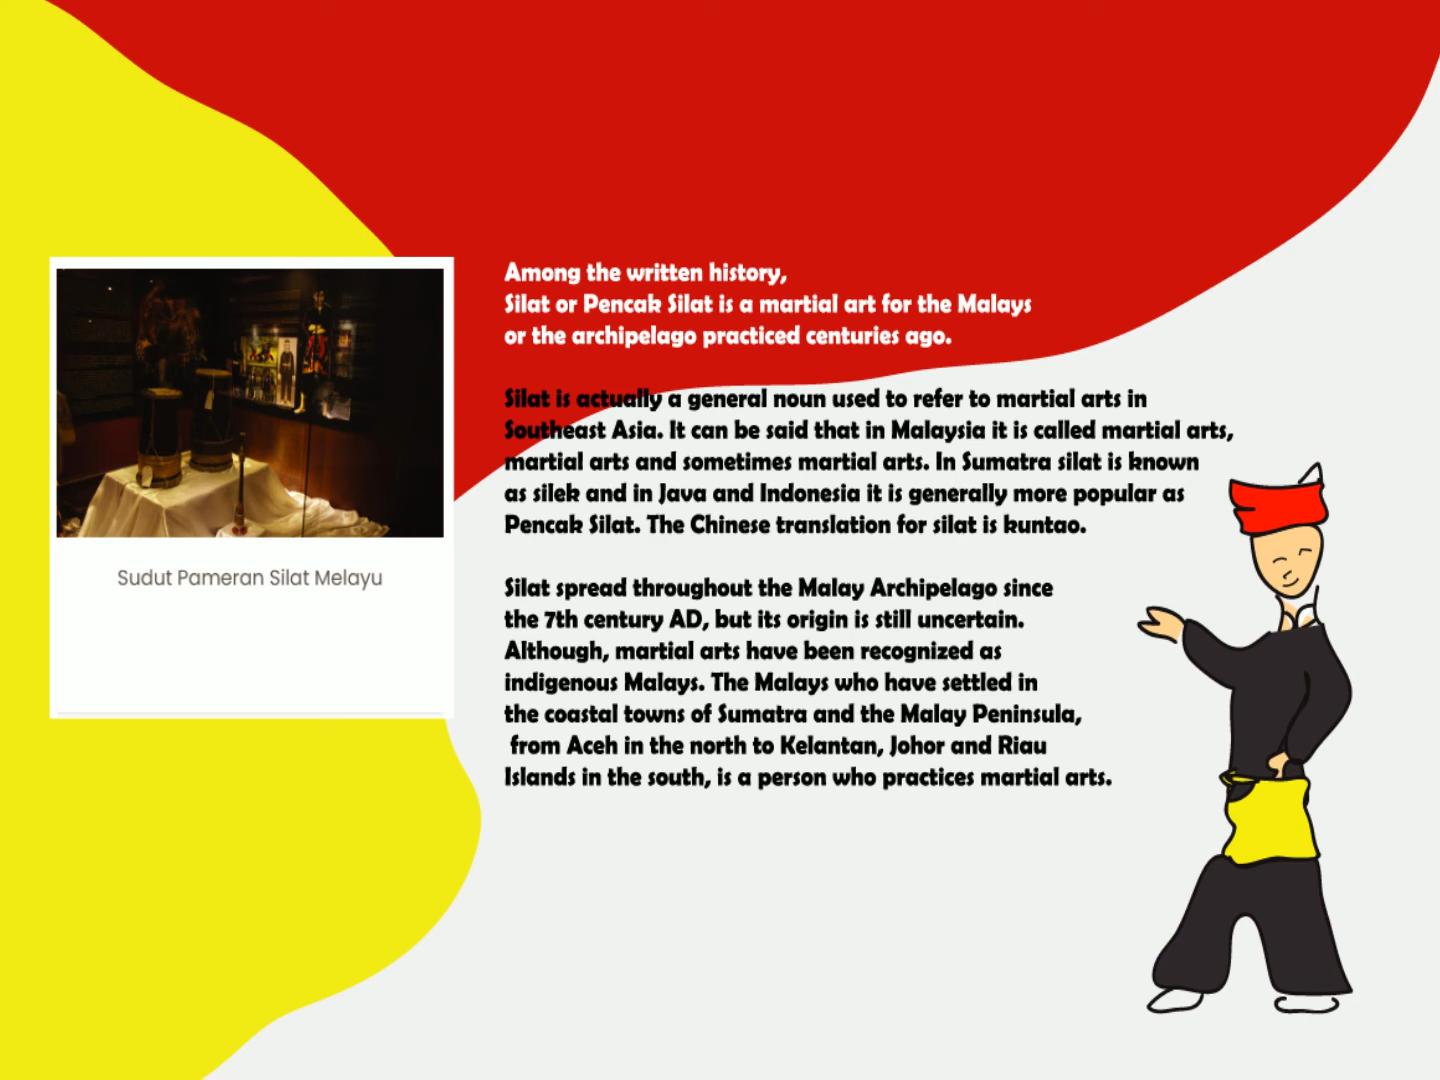 Among the written history,
Silat or Pencak Silat is a martial art for the Malays
or the archipelago practiced centuries ago.
Silat is actually a general noun used to refer to martial arts in
Southeast Asia. It can be said that in Malaysia it is called martial arts,
martial arts and sometimes martial arts. In Sumatra silat is known
as silek and in Java and Indonesia it is generally more popular as
Pencak Silat. The Chinese translation for silat is kuntao.
Silat spread throughout the Malay Archipelago since
the 7th century AD, but its origin is still uncertain.
Although, martial arts have been recognized as
indigenous Malays. The Malays who have settled in
the coastal towns of Sumatra and the Malay Peninsula,
from Aceh in the north to Kelantan, Johor and Riau
Islands in the south, is a person who practices martial arts.
Sudut Pameran Silat Melayu